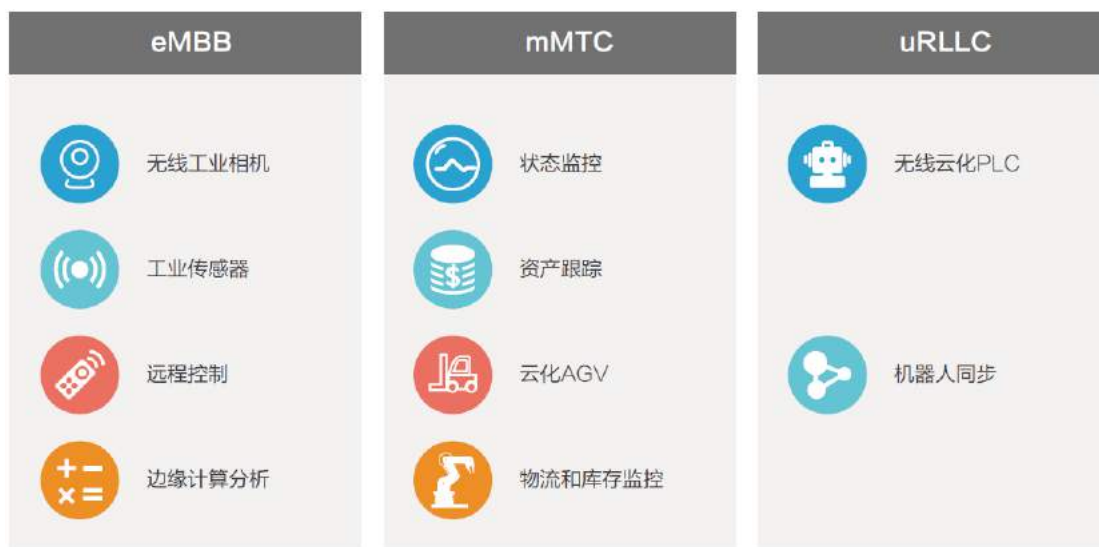 eMBB
无线工业相机
工业传感器
远程控制
边缘计算分析
mMTC
状态监控
资产跟踪
云化AGV
物流和库存监控
uRLLC
无线云化PLC
机器人同步